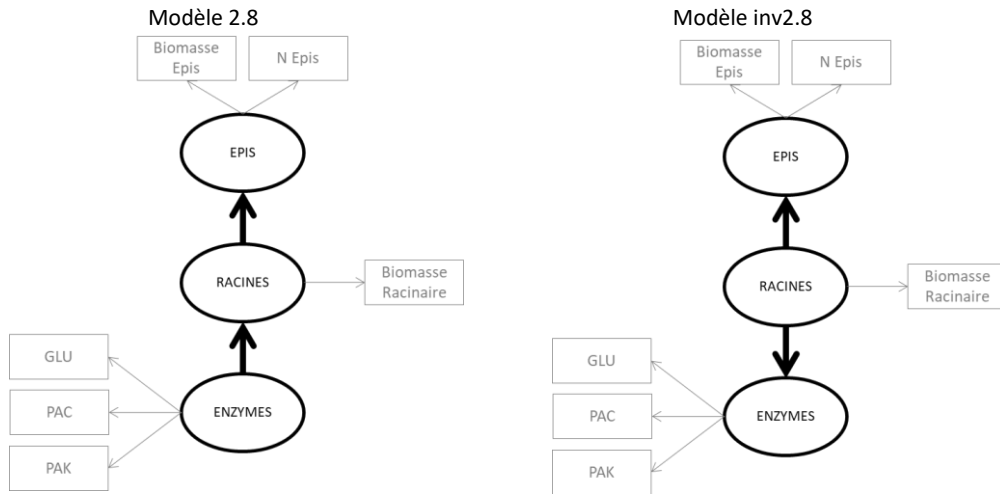 Modèle 2.8
Biomasse
Epis
N Epis
EPIS
RACINES
Biomasse
Racinaire
GLU
PAC
PAK
ENZYMES
Modèle inv2.8
Biomasse
Epis
N Epis
EPIS
RACINES
Biomasse
Racinaire
GLU
PAC
PAK
ENZYMES